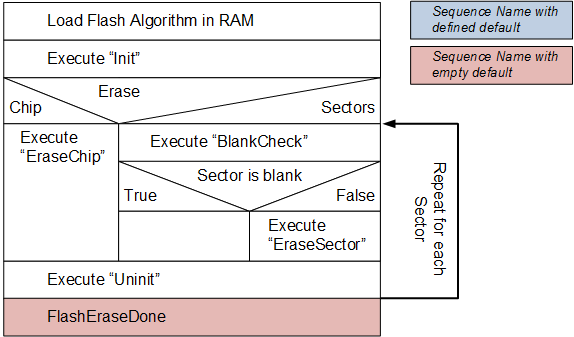 Load Flash Algorithm in RAM
Execute “Init”
Erase
Chip
Sectors
Execute
“EraseChip”
Execute “BlankCheck”
Sector is blank
True
False
Execute
“EraseSector”
Execute “Uninit”
FlashEraseDone
Sequence Name with
defined default
Sequence Name with
empty default
Repeat for each
Sector